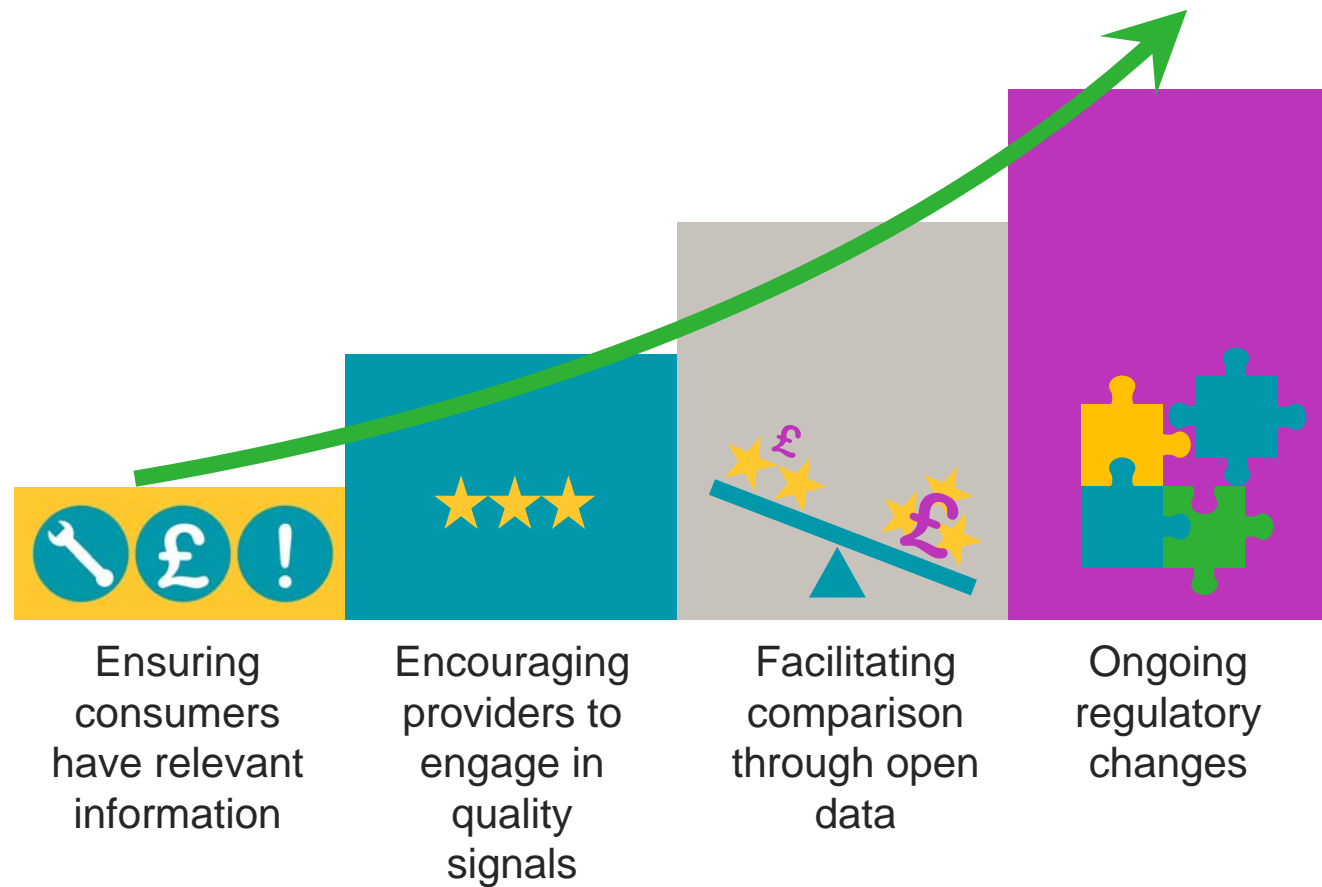 £ !
£
£
Ensuring
consumers
have relevant
information
Encouraging
providers to
engage in
quality
signals
Facilitating
comparison
through open
data
Ongoing
regulatory
changes